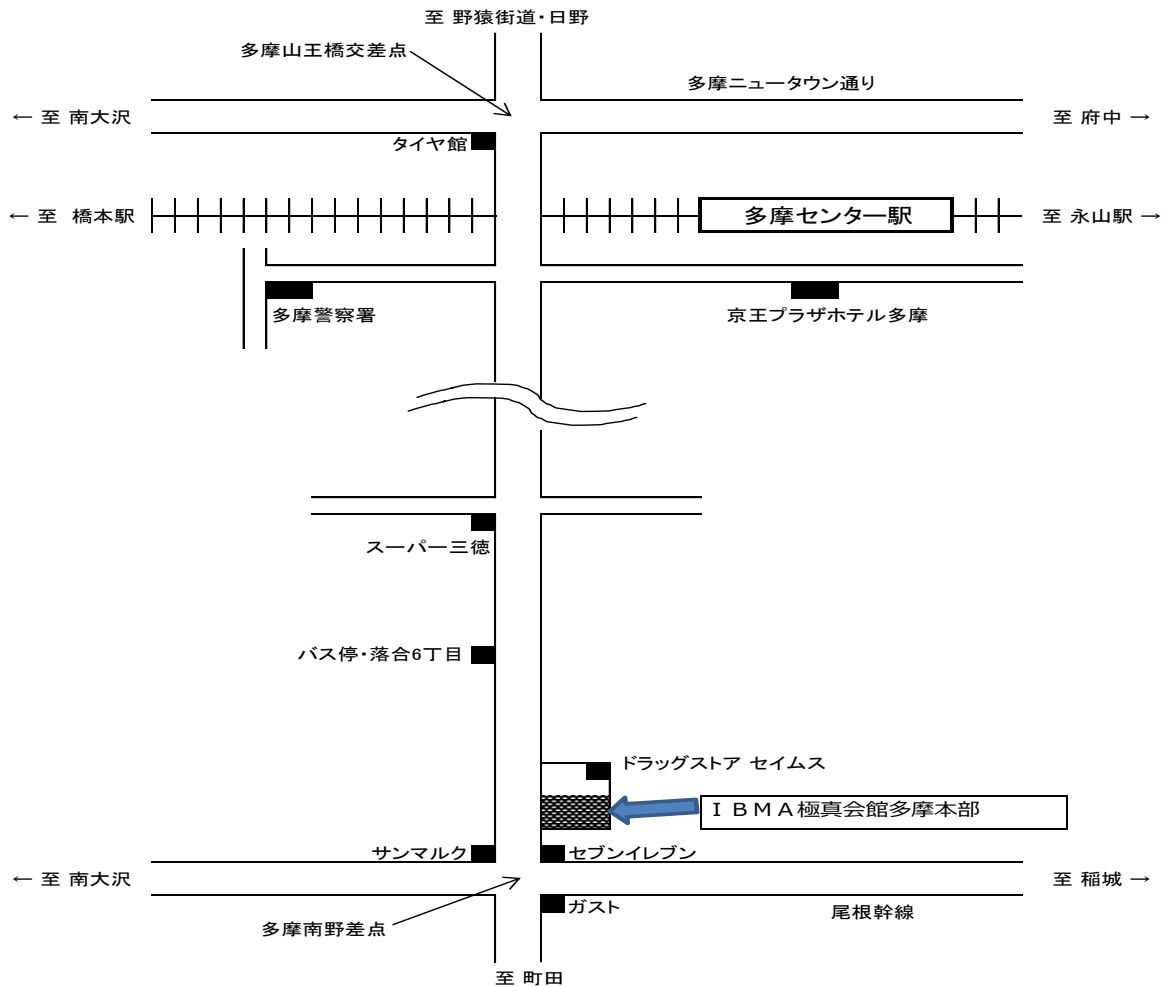 至 野猿街道・日野
多摩山王橋交差点
多摩ニュータウン通り
← 至 南大沢
至 府中 →
タイヤ館
← 至 橋本駅
多摩センター駅
至 永山駅 →
多摩警察署
京王プラザホテル多摩
スーパー三徳
バス停・落合6丁目
ドラッグストア セイムス
ＩＢＭＡ極真会館多摩本部
サンマルク
セブンイレブン
← 至 南大沢
至 稲城 →
ガスト
尾根幹線
多摩南野差点
至 町田